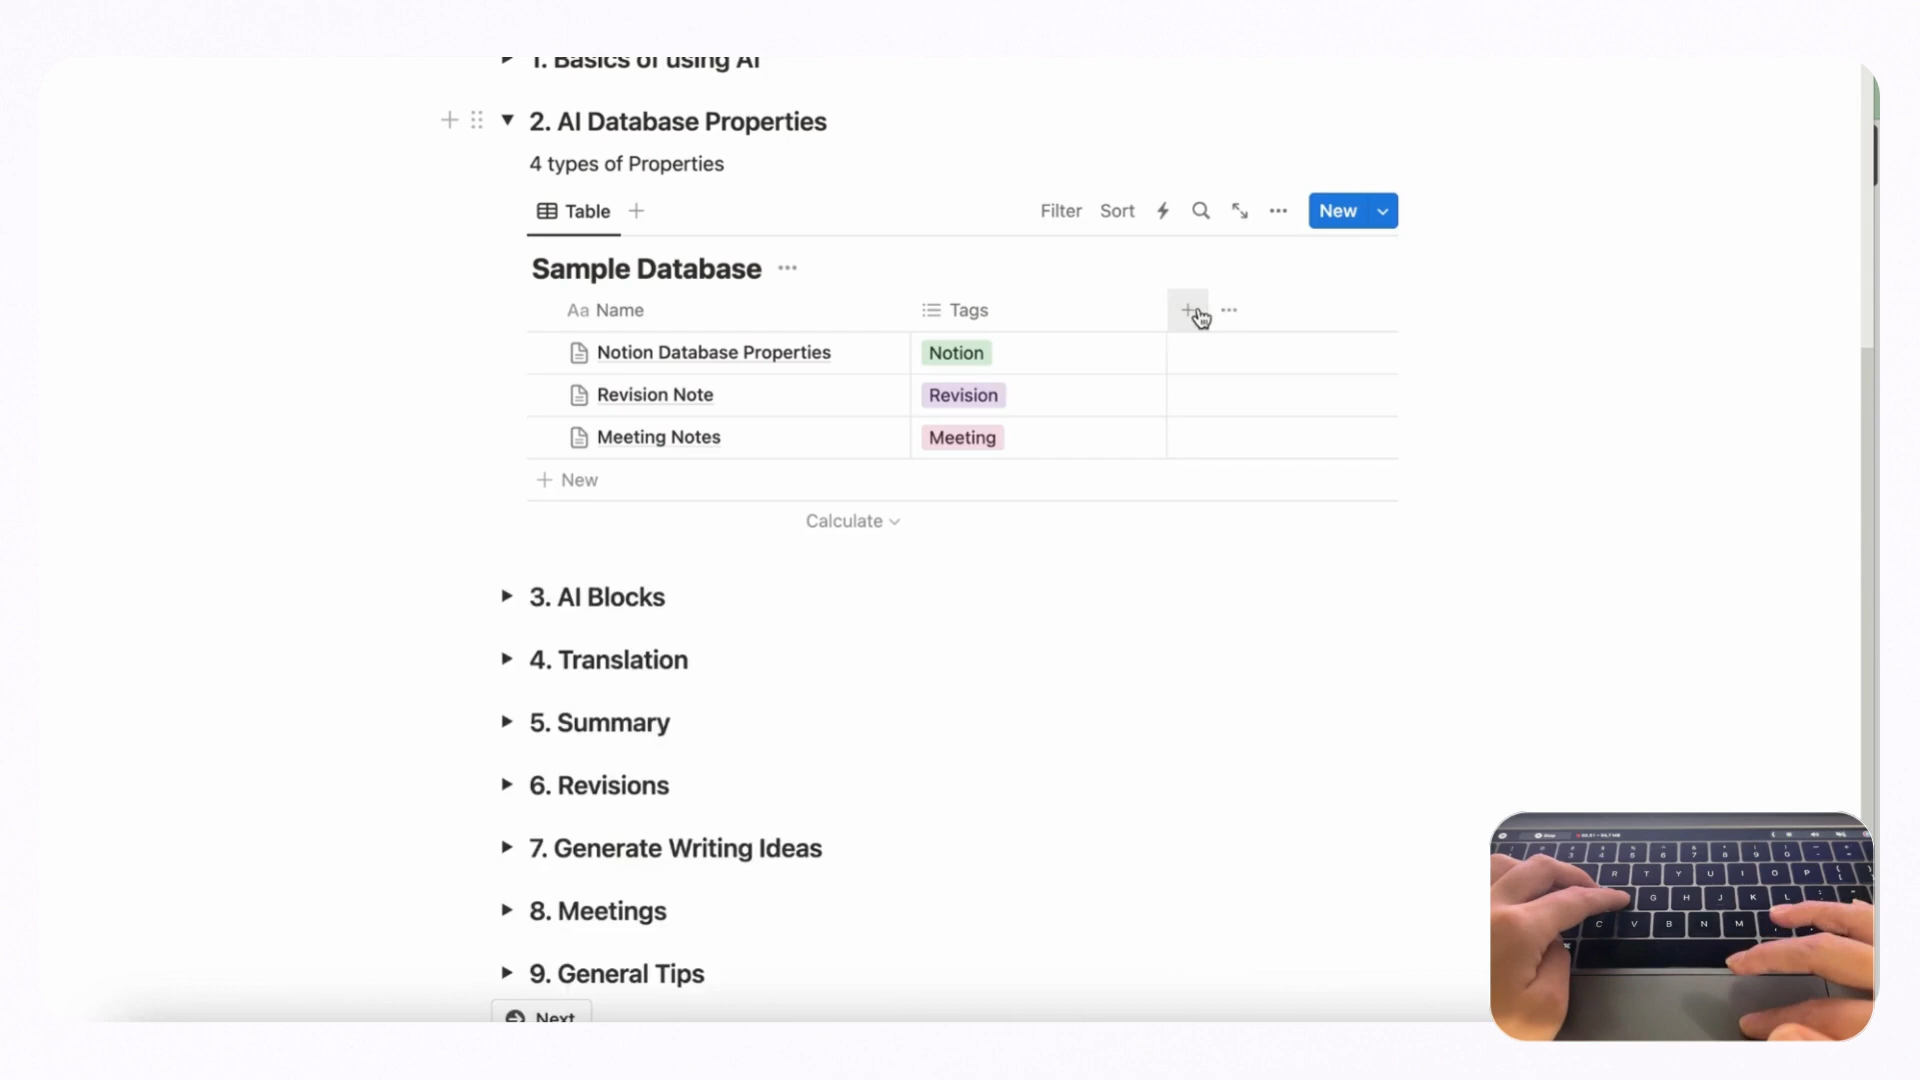 1. Basics of using AI
2. AI Database Properties
4 types of Properties
Table
Filter Sort
New
Sample Database
Aa Name
Tags
Notion Database Properties
Notion
Revision Note
Revision
Meeting Notes
Meeting
New
Calculate
3. AI Blocks
4. Translation
5. Summary
6. Revisions
7. Generate Writing Ideas
8. Meetings
9. General Tips
Next
R T Y U I O P
G H J K L
C V B N M